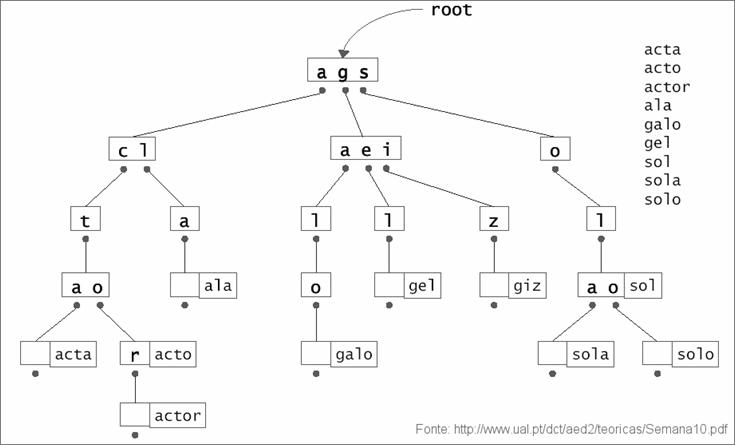 root
a g s
acta
acto
actor
ala
galo
gel
sol
sola
solo
c l
a e i
o
t
a
l
l
z
l
a o
ala
o
gel
giz
a o sol
acta
r acto
galo
sola
solo
actor
Fonte: http://www.ual.pt/dct/aed2/teoricas/Semana10.pdf